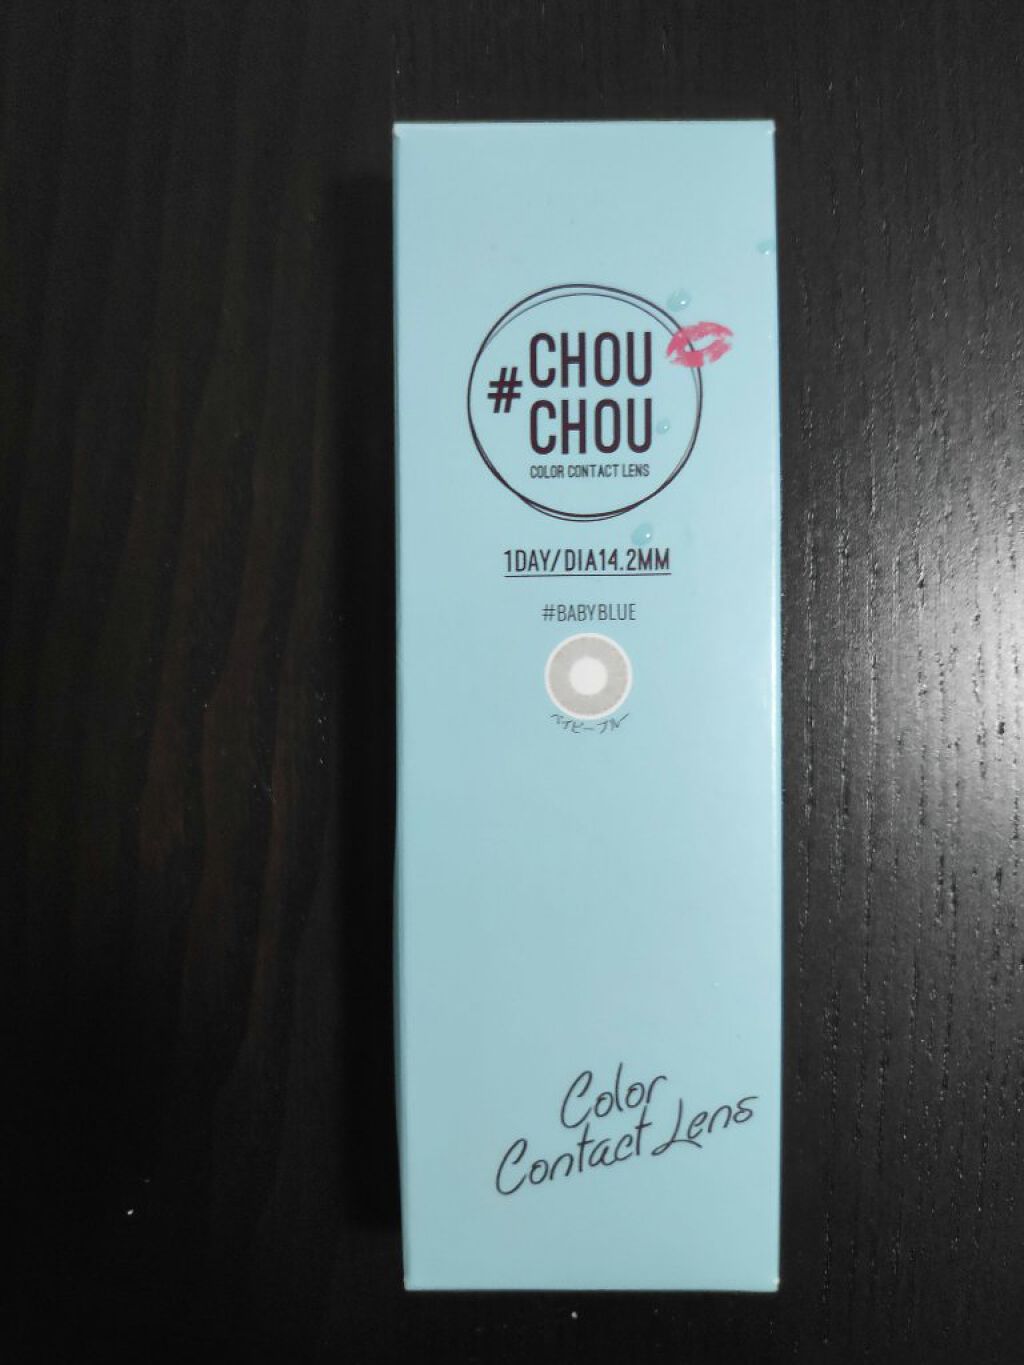 #CHOU
CHOU
COLOR CONTACT LENS
1DAY/DIA14.2MM
#BABYBLUE
ベイビーブルー
Color
Contact Lens